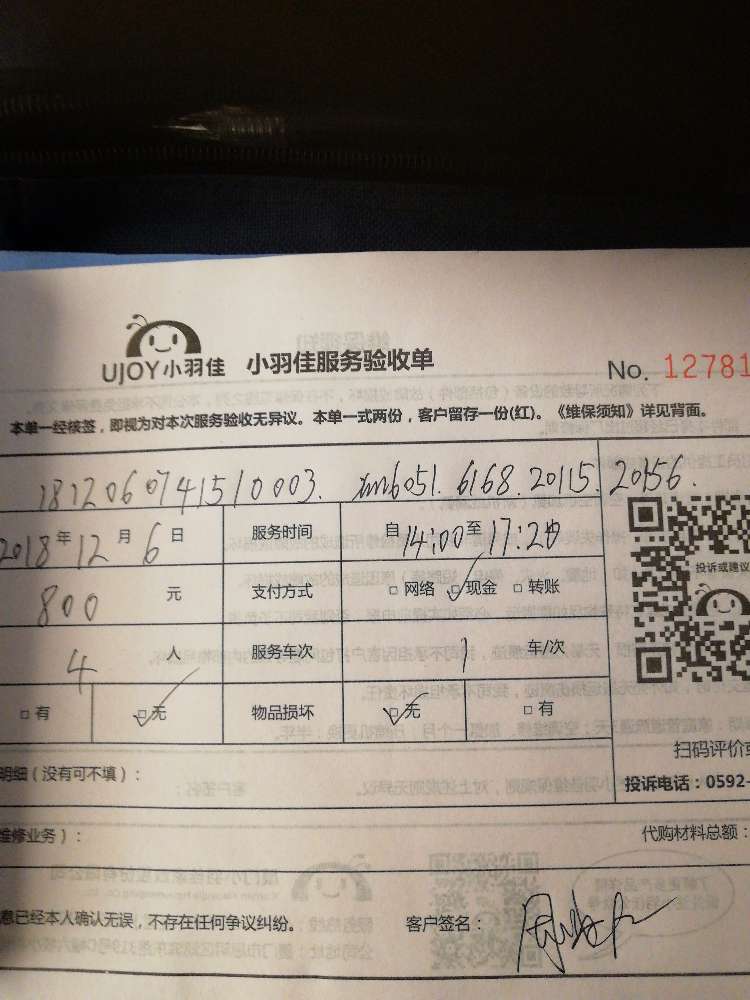 UJOY小羽佳 小羽佳服务验收单 No. 12781
本单一经核签，即视为对本次服务验收无异议。本单一式两份，客户留存一份(红)。《维保须知》详见背面。
1812060741510003. 6051. 6168. 20115. 20156.
2018年12月6日 服务时间 自14:00至17:20
投诉或建议
800元 支付方式 □网络 □现金 □转账
4人 服务车次 1车/次
□有 □无 物品损坏 □无 □有
扫码评价或
明细（没有可不填）： 投诉电话：0592-
维修业务）： 代购材料总额：
息已经本人确认无误，不存在任何争议纠纷。 客户签名：